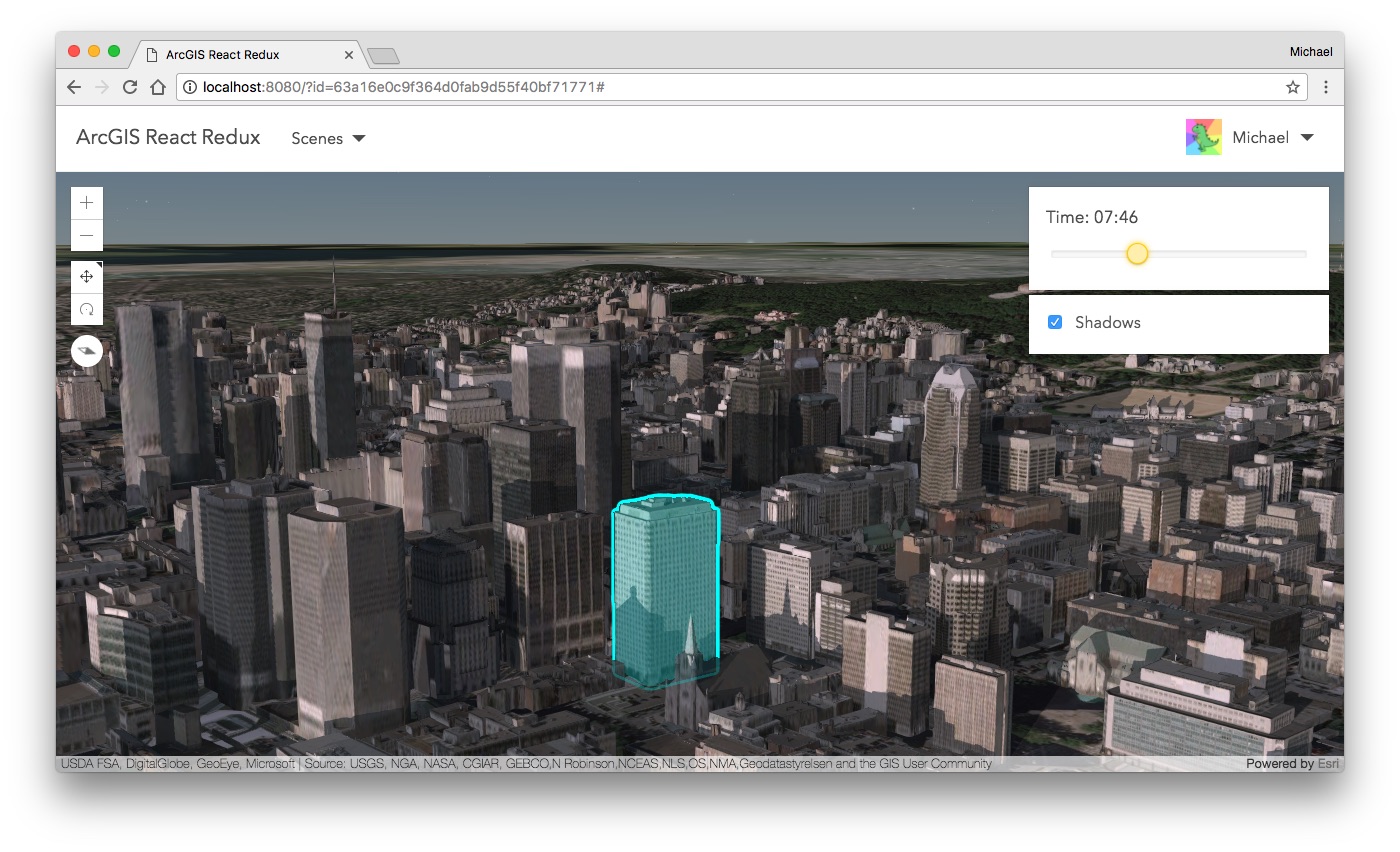 ArcGIS React Redux
Michael
localhost:8080/?id=63a16e0c9f364d0fab9d55f40bf71771#
ArcGIS React Redux Scenes Michael
Time: 07:46
Shadows
USDA FSA, DigitalGlobe, GeoEye, Microsoft | Source: USGS, NGA, NASA, CGIAR, GEBCO,N Robinson,NCEAS,NLS,OS,NMA,Geodatastyrelsen and the GIS User Community Powered by Esri